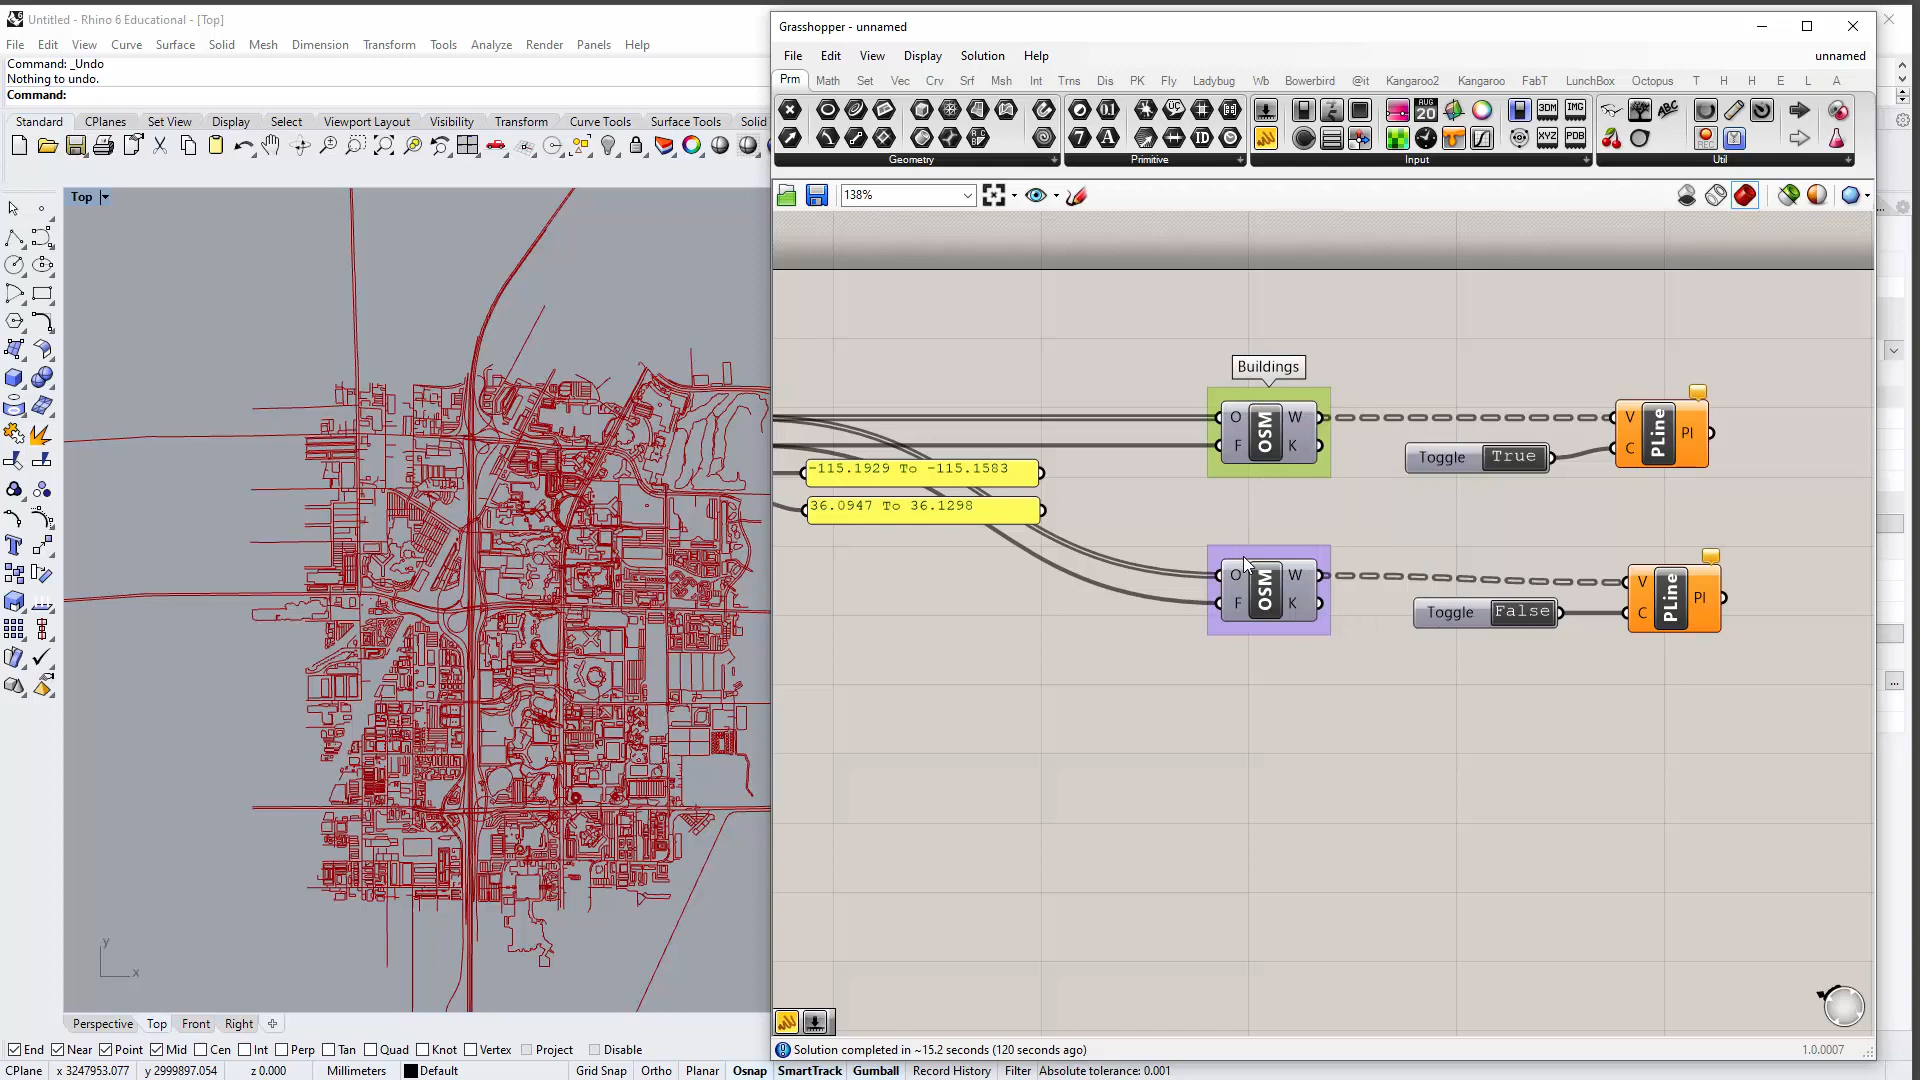 Untitled - Rhino 6 Educational - [Top]
File Edit View Curve Surface Solid Mesh Dimension Transform Tools Analyze Render Panels Help
Command: _Undo
Nothing to undo.
Command:
Standard CPlanes Set View Display Select Viewport Layout Visibility Transform Curve Tools Surface Tools Solid
Top
y
x
Perspective Top Front Right
End Near Point Mid Cen Int Perp Tan Quad Knot Vertex Project Disable
CPlane x 3247953.077 y 2999897.054 z 0.000 Millimeters Default Grid Snap Ortho Planar Osnap SmartTrack Gumball Record History Filter Absolute tolerance: 0.001
Grasshopper - unnamed
File Edit View Display Solution Help unnamed
Prm Math Set Vec Crv Srf Msh Int Trns Dis PK Fly Ladybug Wb Bowerbird @it Kangaroo2 Kangaroo FabT LunchBox Octopus T H H E L A
Geometry Primitive Input Util
138%
Buildings
O F OSM W K
V C PLine Pl
Toggle True
-115.1929 To -115.1583
36.0947 To 36.1298
O F OSM W K
V C PLine Pl
Toggle False
Solution completed in ~15.2 seconds (120 seconds ago)
1.0.0007